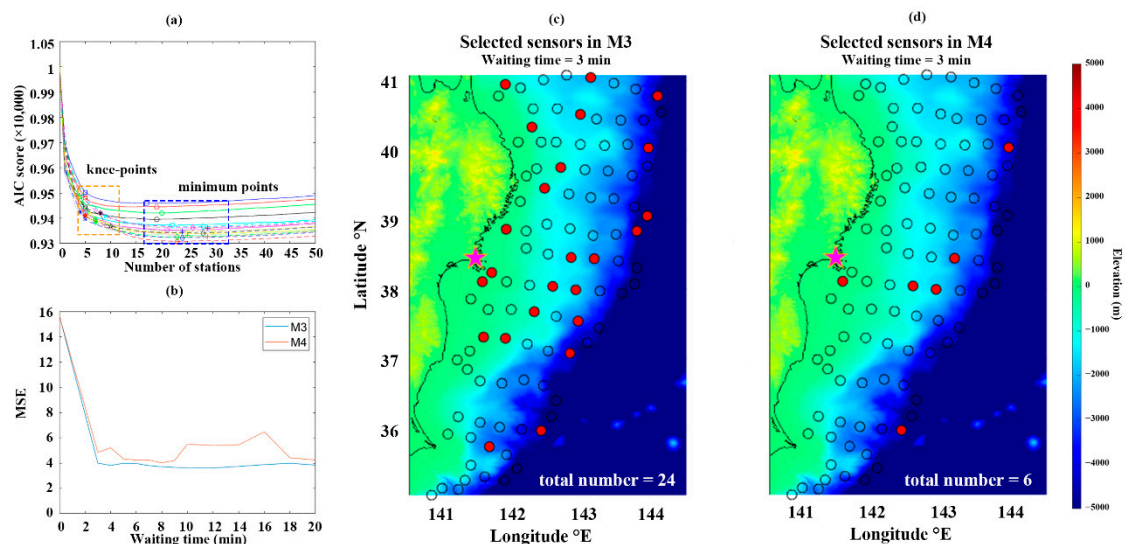 (a)
1.05
1
0.99
0.98
0.96
0.95
0.94
0.93
AIC score (×10,000)
knee-points
minimum points
0 5 10 15 20 25 30 35 40 45 50
Number of stations
(b)
16
14
12
10
8
6
4
2
0
MSE
M3
M4
0 2 4 6 8 10 12 14 16 18 20
Waiting time (min)
(c)
Selected sensors in M3
Waiting time = 3 min
41
40
39
38
37
36
Latitude °N
total number = 24
141 142 143 144
Longitude °E
(d)
Selected sensors in M4
Waiting time = 3 min
total number = 6
141 142 143 144
Longitude °E
5000
4000
3000
2000
1000
0
−1000
−2000
−3000
−4000
−5000
Elevation (m)